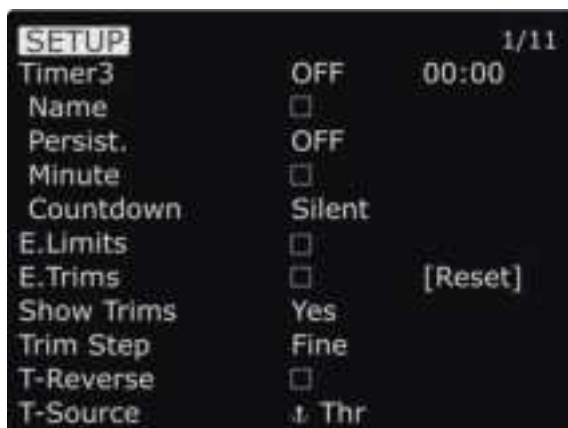 SETUP 1/11
Timer3 OFF 00:00
Name
Persist. OFF
Minute
Countdown Silent
E.Limits
E.Trims [Reset]
Show Trims Yes
Trim Step Fine
T-Reverse
T-Source Thr